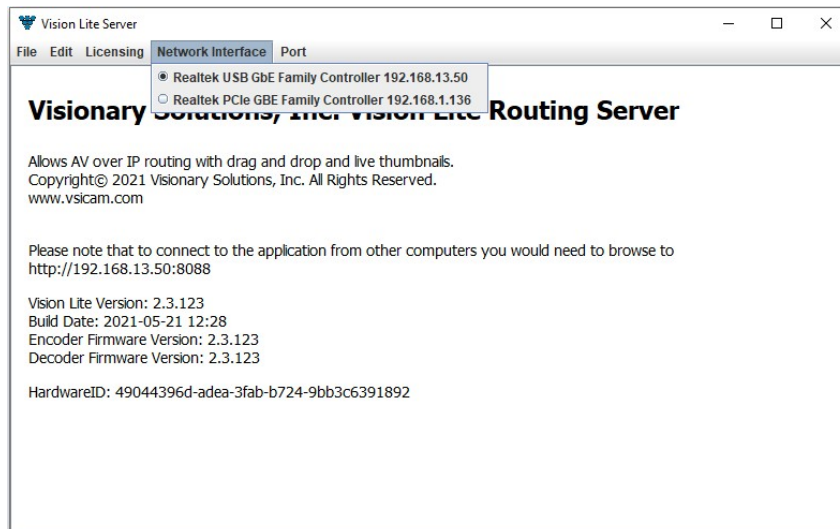 Vision Lite Server
File Edit Licensing Network Interface Port
Realtek USB GbE Family Controller 192.168.13.50
Realtek PCIe GBE Family Controller 192.168.1.136
Visionary Solutions, Inc. Vision Lite Routing Server
Allows AV over IP routing with drag and drop and live thumbnails.
Copyright© 2021 Visionary Solutions, Inc. All Rights Reserved.
www.vsicam.com
Please note that to connect to the application from other computers you would need to browse to
http://192.168.13.50:8088
Vision Lite Version: 2.3.123
Build Date: 2021-05-21 12:28
Encoder Firmware Version: 2.3.123
Decoder Firmware Version: 2.3.123
HardwareID: 49044396d-adea-3fab-b724-9bb3c6391892